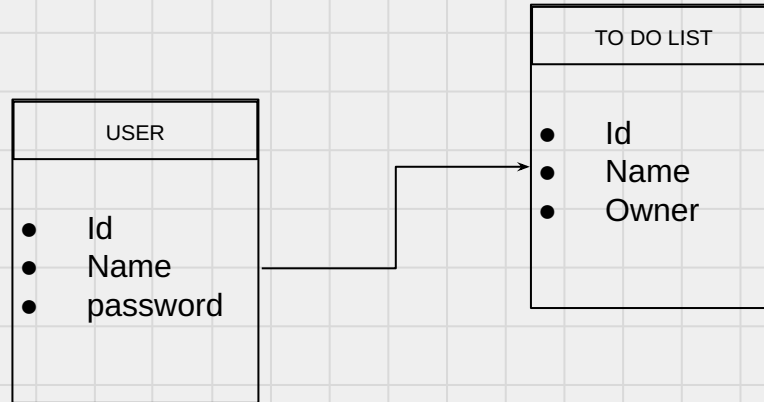 TO DO LIST
Id
Name
Owner
USER
Id
Name
password